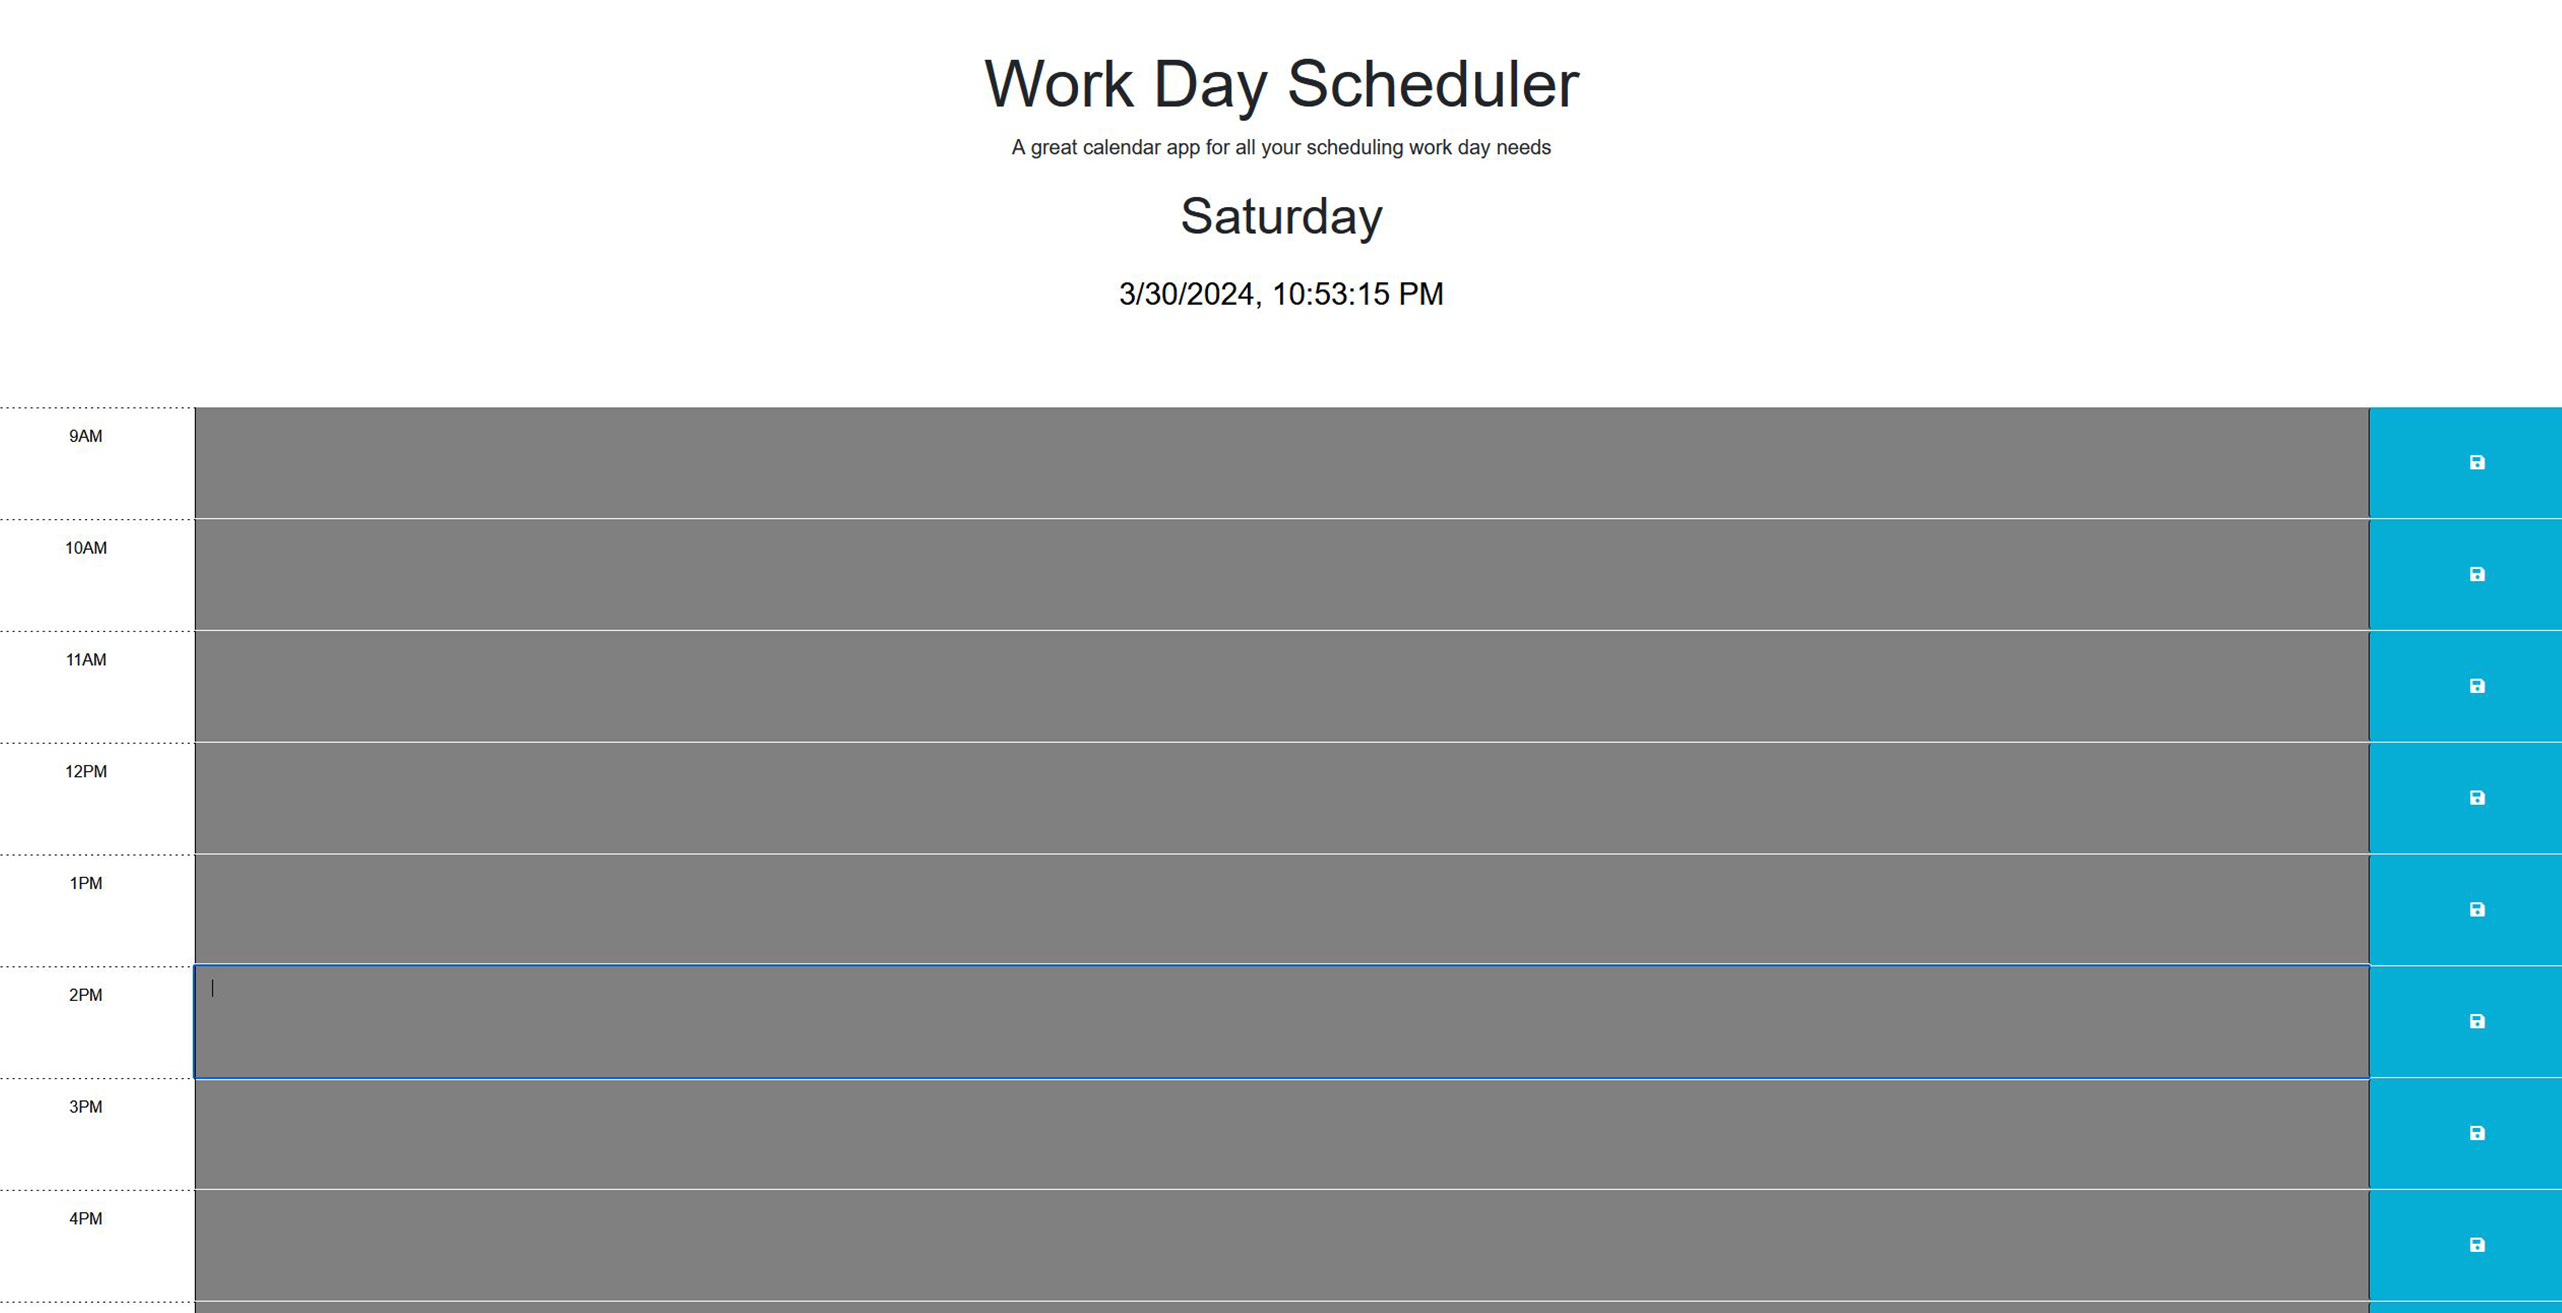 Work Day Scheduler
A great calendar app for all your scheduling work day needs
Saturday
3/30/2024, 10:53:15 PM
9AM
10AM
11AM
12PM
1PM
2PM
3PM
4PM